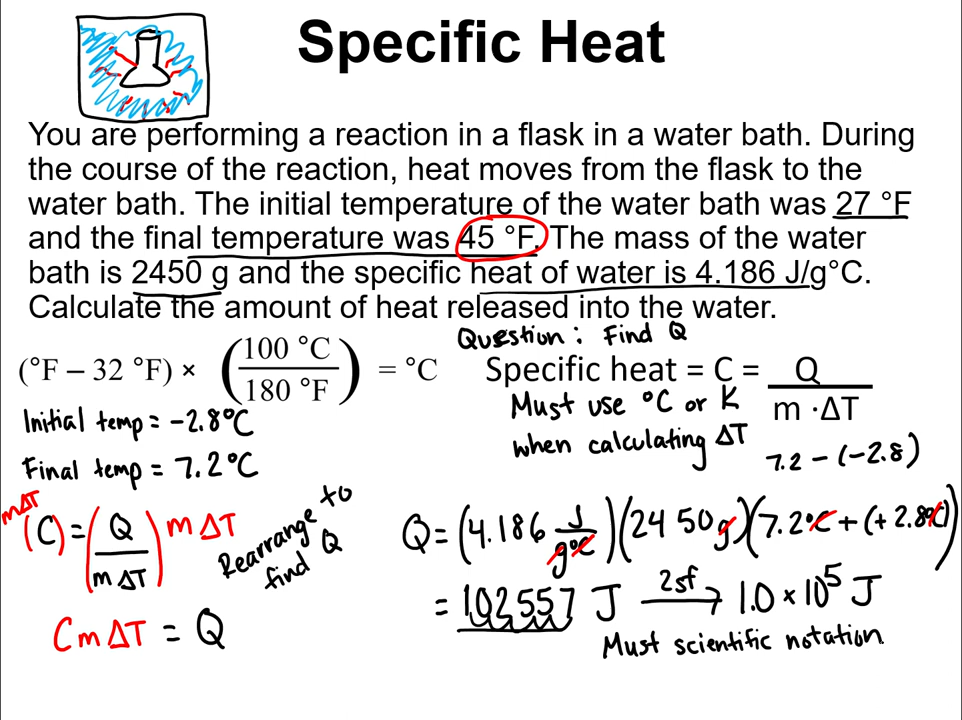 Specific Heat
You are performing a reaction in a flask in a water bath. During
the course of the reaction, heat moves from the flask to the
water bath. The initial temperature of the water bath was 27 °F
and the final temperature was 45 °F. The mass of the water
bath is 2450 g and the specific heat of water is 4.186 J/g°C.
Calculate the amount of heat released into the water.
Question: Find Q
(°F – 32 °F) × (100 °C / 180 °F) = °C
Specific heat = C = Q / m · ΔT
Must use °C or K
when calculating ΔT
7.2 – (–2.8)
Initial temp = -2.8°C
Final temp = 7.2°C
mΔT (C) = (Q / mΔT) mΔT
Rearrange to
find Q
CmΔT = Q
Q = (4.186 J / g°C)(2450g)(7.2°C + (+2.8°C))
= 102557 J 2sf → 1.0 × 10⁵ J
Must scientific notation